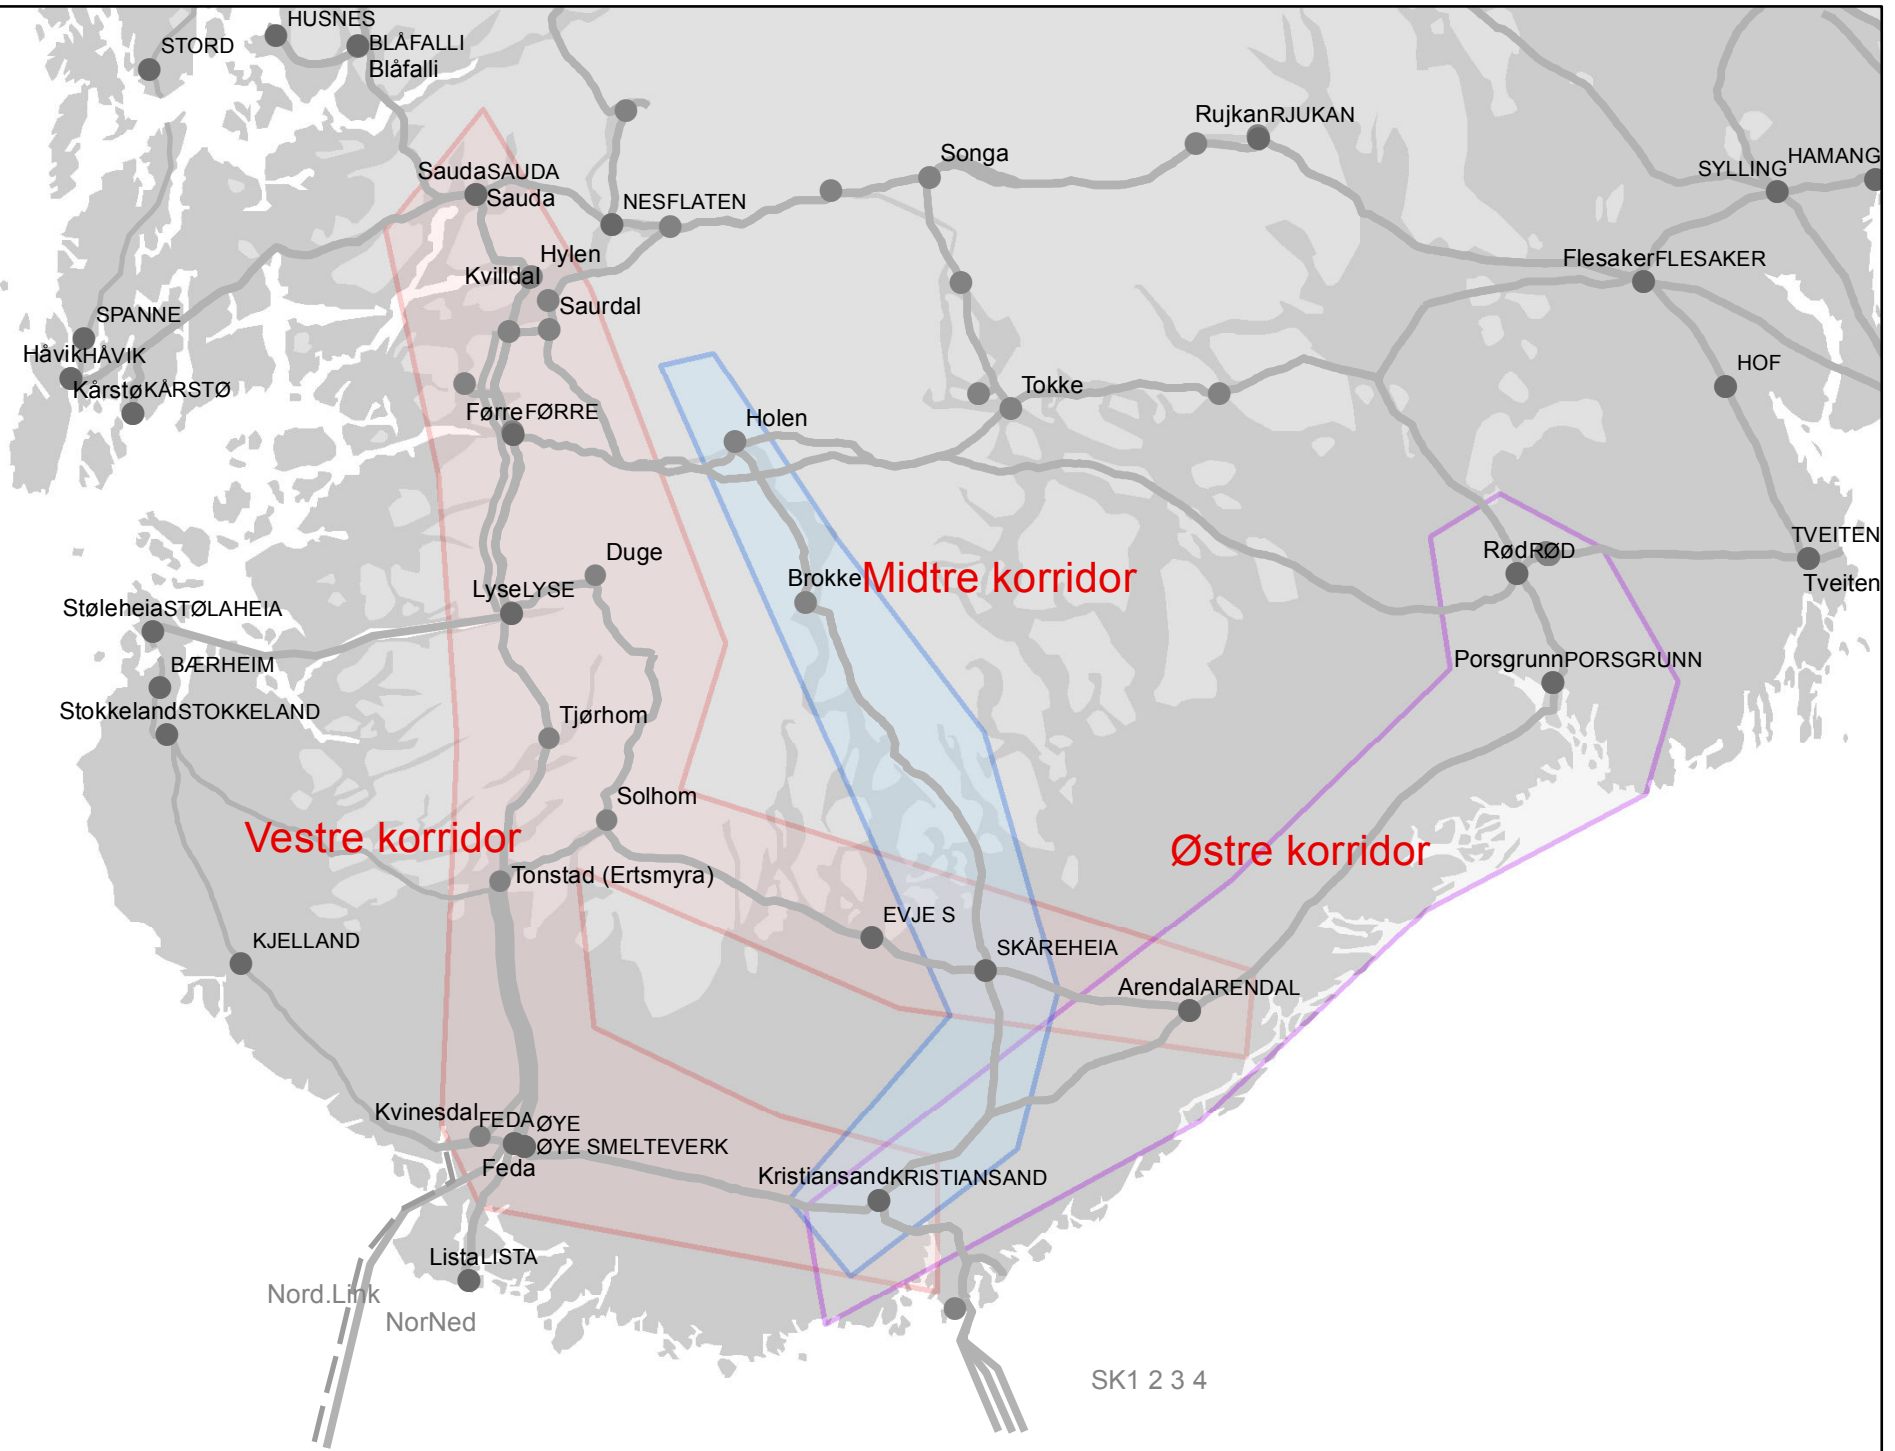 HUSNES
STORD
BLÅFALLI
Blåfalli
RujkanRJUKAN
Songa
SYLLING
HAMANG
SaudaSAUDA
Sauda
NESFLATEN
Hylen
Kvilldal
FlesakerFLESAKER
Saurdal
SPANNE
HåvikHÅVIK
HOF
KårstøKÅRSTØ
Tokke
FørreFØRRE
Holen
TVEITEN
RødRØD
Duge
Midtre korridor
Brokke
Tveiten
LyseLYSE
StøleheiaSTØLAHEIA
BÆRHEIM
PorsgrunnPORSGRUNN
StokkelandSTOKKELAND
Tjørhom
Solhom
Vestre korridor
Østre korridor
Tonstad (Ertsmyra)
EVJE S
KJELLAND
SKÅREHEIA
ArendalARENDAL
Kvinesdal
FEDA
ØYE
ØYE SMELTEVERK
Feda
KristiansandKRISTIANSAND
ListaLISTA
Nord.Link
NorNed
SK1 2 3 4